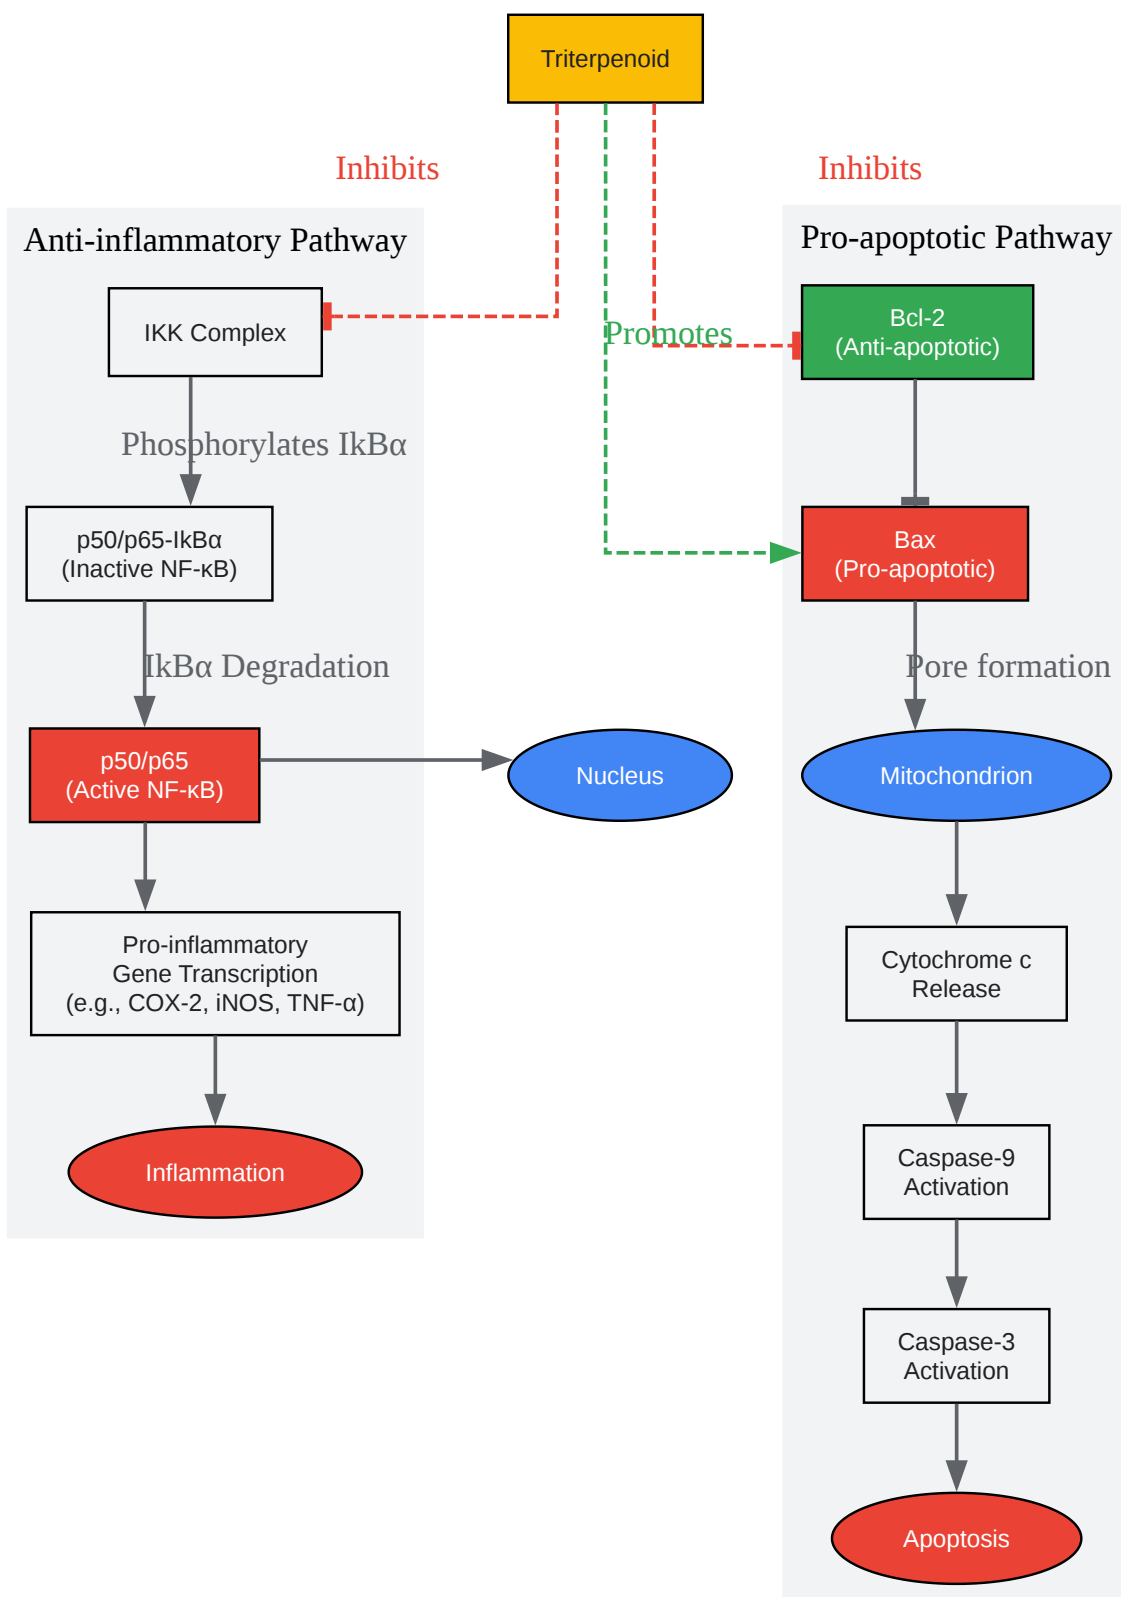 Triterpenoid
Inhibits
Inhibits
Anti-inflammatory Pathway
Pro-apoptotic Pathway
IKK Complex
Promotes
Bcl-2
(Anti-apoptotic)
Phosphorylates IkBα
p50/p65-IkBα
(Inactive NF-κB)
Bax
(Pro-apoptotic)
IkBα Degradation
Pore formation
p50/p65
(Active NF-κB)
Nucleus
Mitochondrion
Pro-inflammatory
Gene Transcription
(e.g., COX-2, iNOS, TNF-α)
Cytochrome c
Release
Inflammation
Caspase-9
Activation
Caspase-3
Activation
Apoptosis